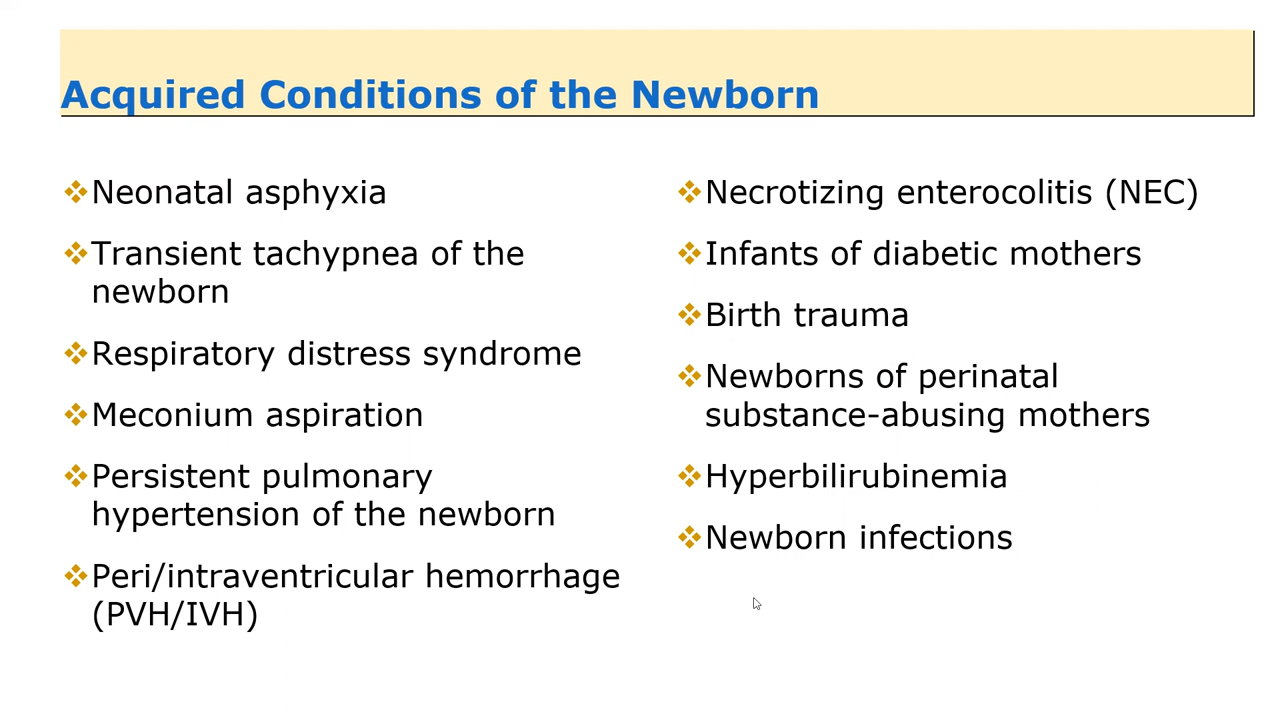 Acquired Conditions of the Newborn
Neonatal asphyxia
Transient tachypnea of the
newborn
Respiratory distress syndrome
Meconium aspiration
Persistent pulmonary
hypertension of the newborn
Peri/intraventricular hemorrhage
(PVH/IVH)
Necrotizing enterocolitis (NEC)
Infants of diabetic mothers
Birth trauma
Newborns of perinatal
substance-abusing mothers
Hyperbilirubinemia
Newborn infections